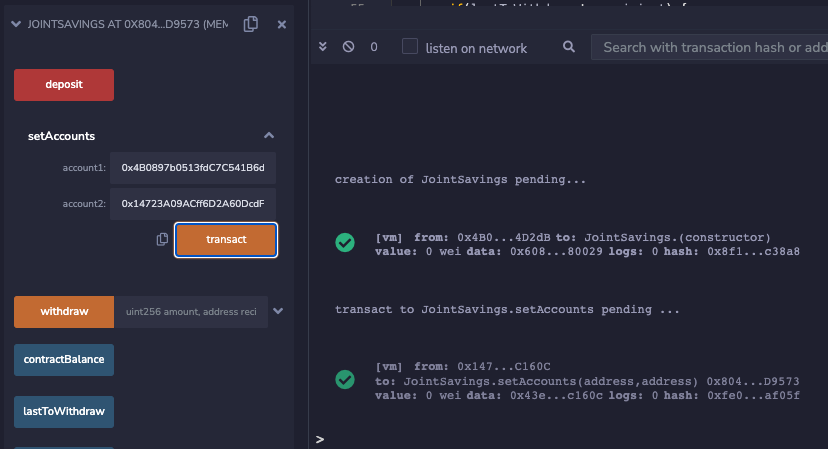 JOINTSAVINGS AT 0X804...D9573 (MEM
deposit
setAccounts
account1: 0x4B0897b0513fdC7C541B6d
account2: 0x14723A09ACff6D2A60DcdF
transact
withdraw uint256 amount, address reci
contractBalance
lastToWithdraw
55
0 listen on network Search with transaction hash or add
creation of JointSavings pending...
[vm] from: 0x4B0...4D2dB to: JointSavings.(constructor)
value: 0 wei data: 0x608...80029 logs: 0 hash: 0x8f1...c38a8
transact to JointSavings.setAccounts pending ...
[vm] from: 0x147...C160C
to: JointSavings.setAccounts(address,address) 0x804...D9573
value: 0 wei data: 0x43e...c160c logs: 0 hash: 0xfe0...af05f
>